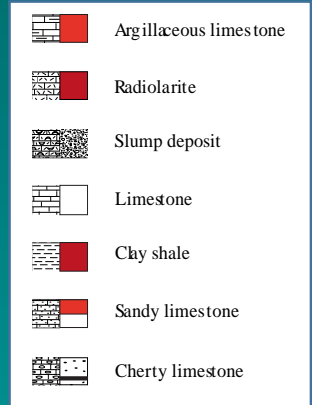 Argillaceous limestone
Radiolarite
Slump deposit
Limestone
Clay shale
Sandy limestone
Cherty limestone